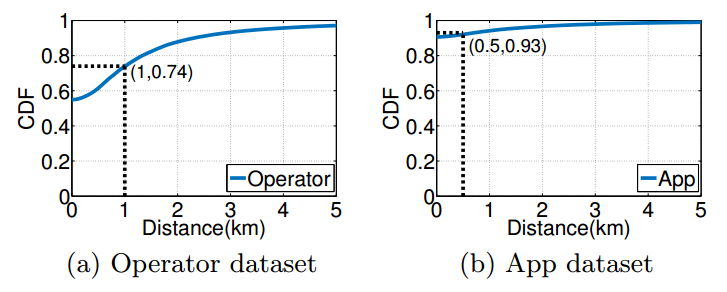 CDF
1
0.8
0.6
0.4
0.2
0
(1,0.74)
Operator
0 1 2 3 4 5
Distance(km)
(a) Operator dataset
CDF
1
0.8
0.6
0.4
0.2
0
(0.5,0.93)
App
0 1 2 3 4 5
Distance(km)
(b) App dataset